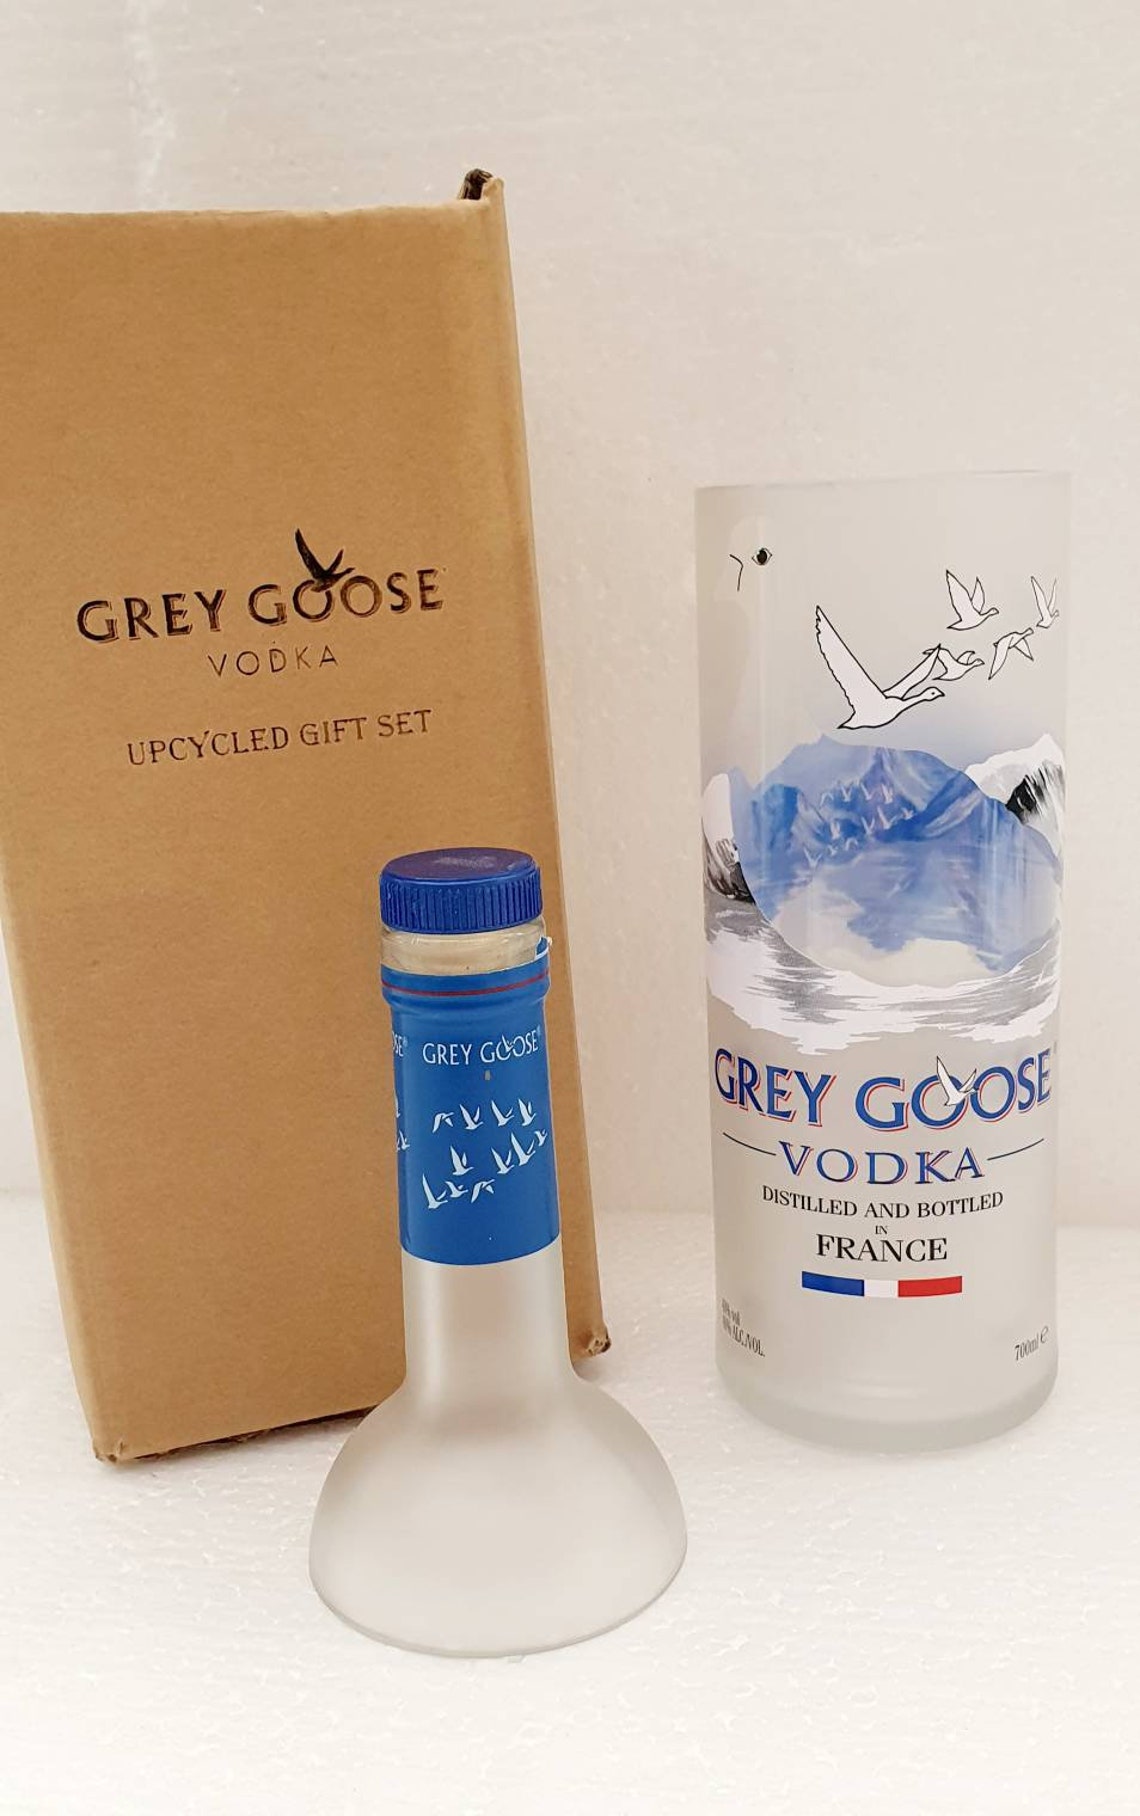 GREY GOOSE
VODKA
UPCYCLED GIFT SET
GREY GOOSE®
GREY GOOSE
VODKA
DISTILLED AND BOTTLED
IN
FRANCE
700ml ℮